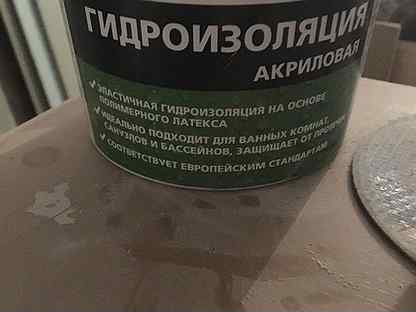 ГИДРОИЗОЛЯЦИЯ
АКРИЛОВАЯ
ЭЛАСТИЧНАЯ ГИДРОИЗОЛЯЦИЯ НА ОСНОВЕ
ПОЛИМЕРНОГО ЛАТЕКСА
ИДЕАЛЬНО ПОДХОДИТ ДЛЯ ВАННЫХ КОМНАТ,
САНУЗЛОВ И БАССЕЙНОВ, ЗАЩИЩАЕТ ОТ
СООТВЕТСТВУЕТ ЕВРОПЕЙСКИМ СТАНДАРТАМ